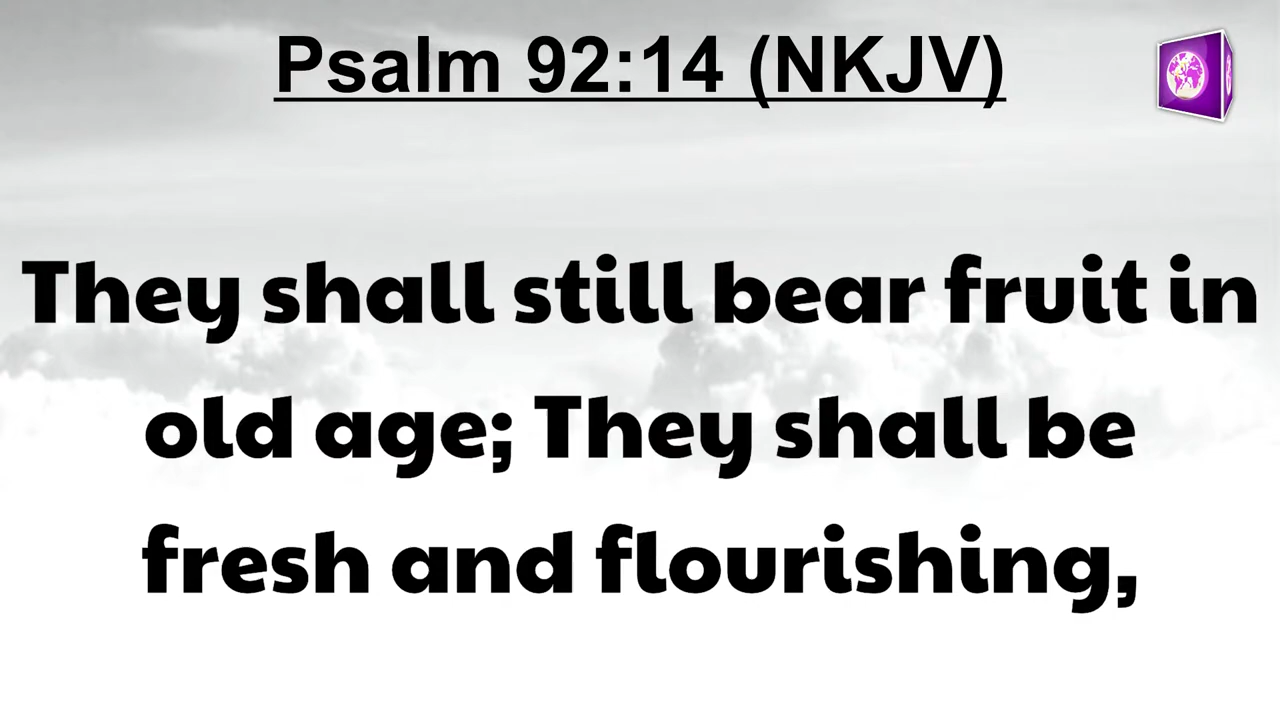 Psalm 92:14 (NKJV)
They shall still bear fruit in
old age; They shall be
fresh and flourishing,